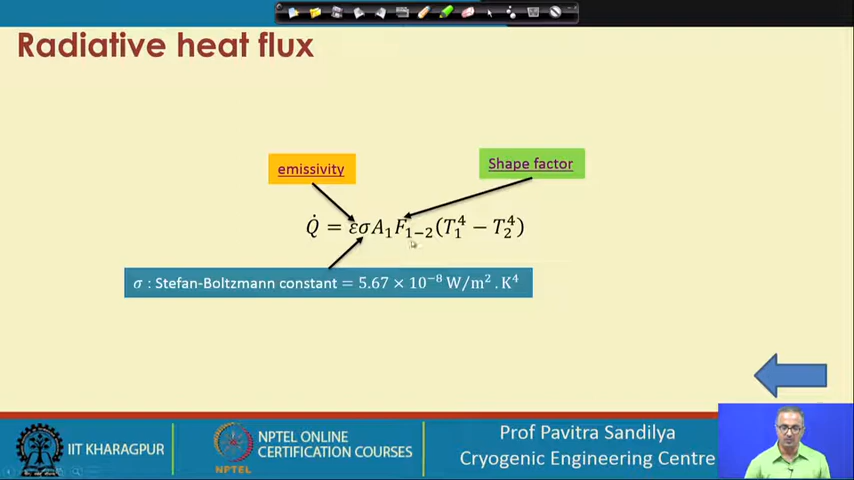 Radiative heat flux
emissivity
Shape factor
Q̇ = εσA₁F₁₋₂(T₁⁴ − T₂⁴)
σ : Stefan-Boltzmann constant = 5.67 × 10⁻⁸ W/m² . K⁴
IIT KHARAGPUR
NPTEL
NPTEL ONLINE
CERTIFICATION COURSES
Prof Pavitra Sandilya
Cryogenic Engineering Centre